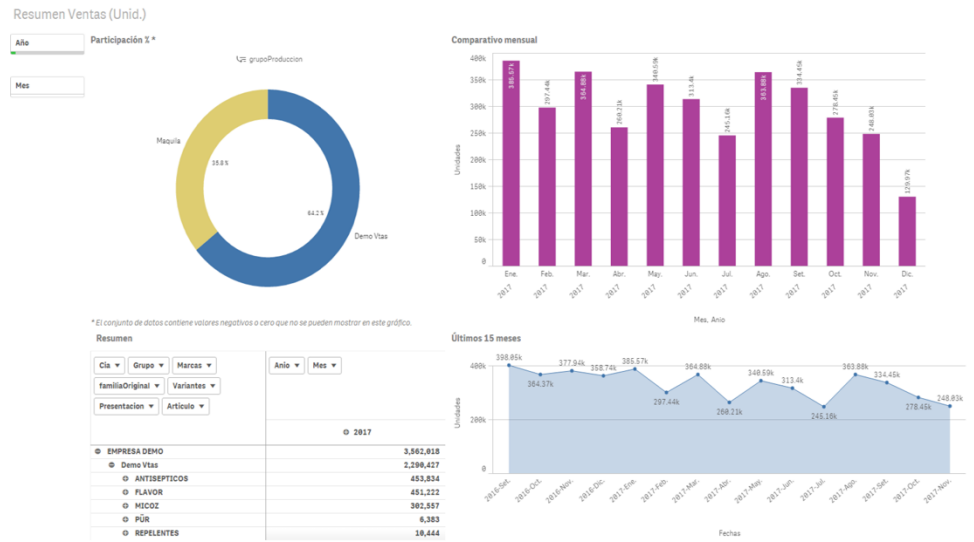 Resumen Ventas (Unid.)
Año
Mes
Participación % *
grupoProduccion
Maquila
35.8 %
64.2 %
Demo Vtas
* El conjunto de datos contiene valores negativos o cero que no se pueden mostrar en este gráfico.
Comparativo mensual
Unidades
400k
350k
300k
250k
200k
150k
100k
50k
0
385.57k
297.44k
364.88k
260.21k
340.59k
313.4k
245.16k
363.88k
334.45k
278.45k
248.03k
129.97k
Ene. Feb. Mar. Abr. May. Jun. Jul. Ago. Set. Oct. Nov. Dic.
2017 2017 2017 2017 2017 2017 2017 2017 2017 2017 2017 2017
Mes, Anio
Resumen
Cia Grupo Marcas
familiaOriginal Variantes
Presentacion Articulo
Anio Mes
2017
EMPRESA DEMO 3,562,018
Demo Vtas 2,290,427
ANTISEPTICOS 453,834
FLAVOR 451,222
MICOZ 302,557
PÜR 6,383
REPELENTES 10,444
Últimos 15 meses
Unidades
400k
200k
0
398.05k
364.37k
377.94k
358.74k
385.57k
297.44k
364.88k
260.21k
340.59k
313.4k
245.16k
363.88k
334.45k
278.45k
248.03k
2016-Set. 2016-Oct. 2016-Nov. 2016-Dic. 2017-Ene. 2017-Feb. 2017-Mar. 2017-Abr. 2017-May. 2017-Jun. 2017-Jul. 2017-Ago. 2017-Set. 2017-Oct. 2017-Nov.
Fechas